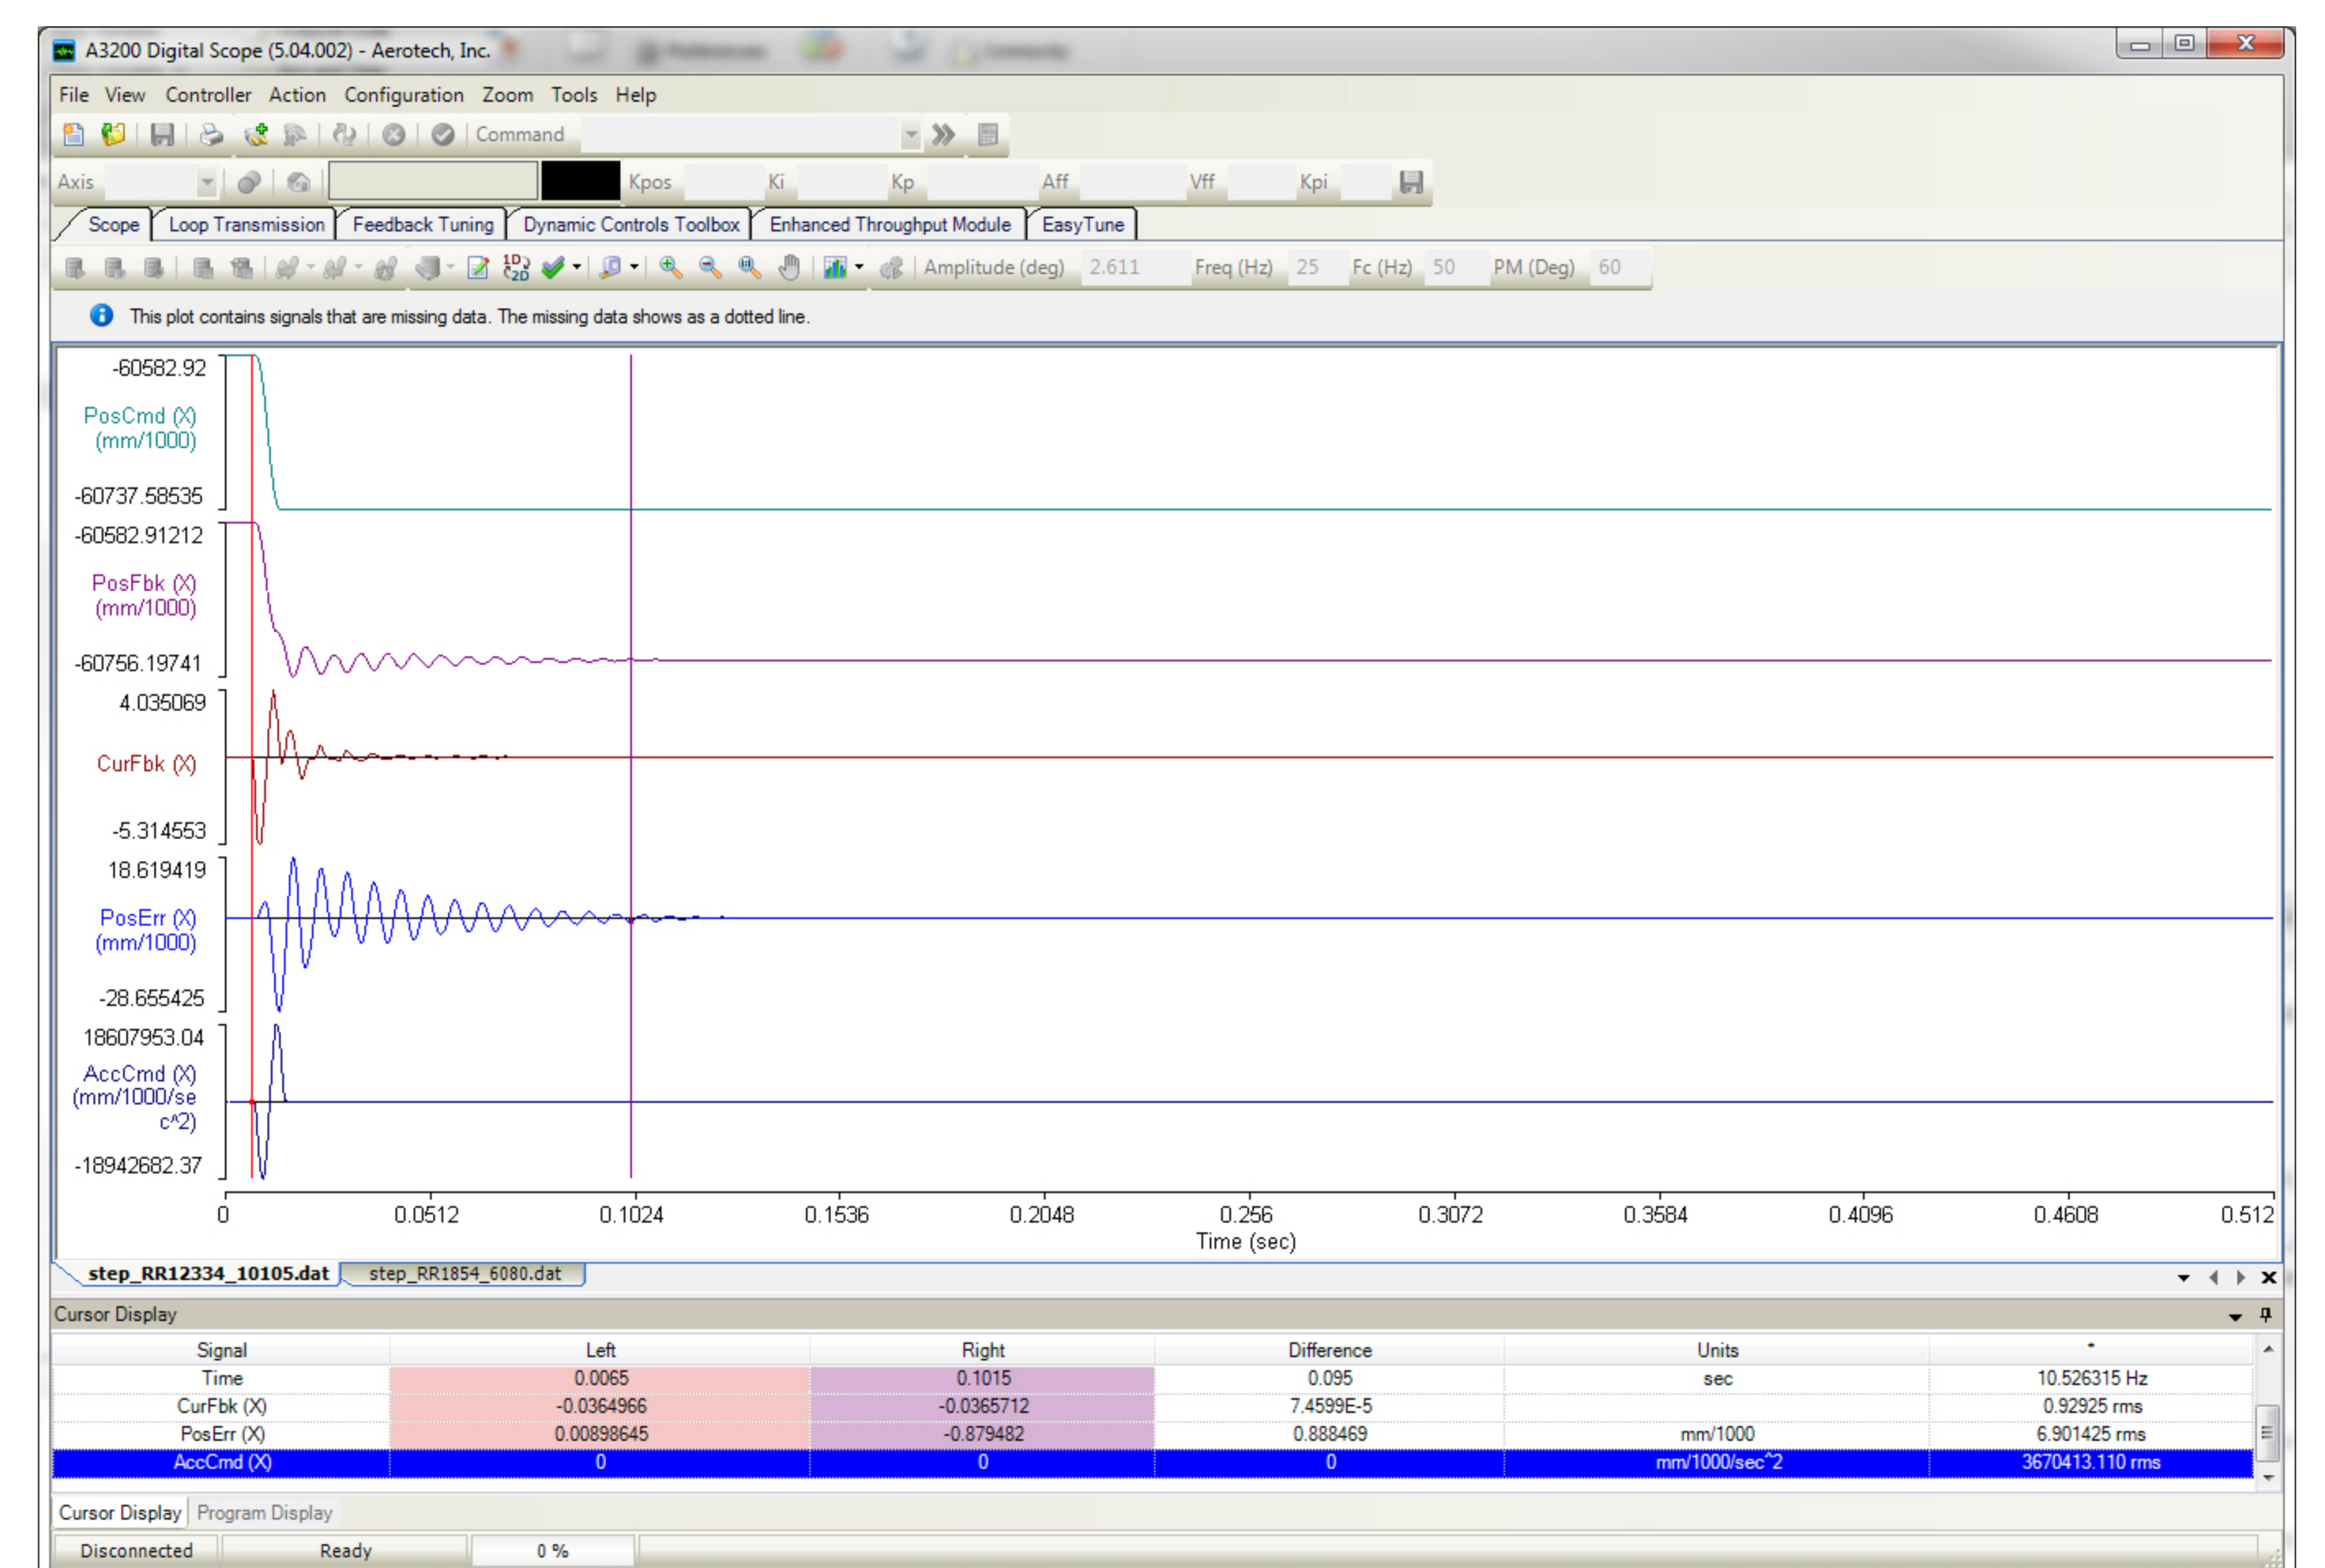 A3200 Digital Scope (5.04.002) - Aerotech, Inc.
File View Controller Action Configuration Zoom Tools Help
Command
Axis Kpos Ki Kp Aff Vff Kpi
Scope Loop Transmission Feedback Tuning Dynamic Controls Toolbox Enhanced Throughput Module EasyTune
1D 2D Amplitude (deg) 2.611 Freq (Hz) 25 Fc (Hz) 50 PM (Deg) 60
This plot contains signals that are missing data. The missing data shows as a dotted line.
-60582.92
PosCmd (X)
(mm/1000)
-60737.58535
-60582.91212
PosFbk (X)
(mm/1000)
-60756.19741
4.035069
CurFbk (X)
-5.314553
18.619419
PosErr (X)
(mm/1000)
-28.655425
18607953.04
AccCmd (X)
(mm/1000/se
c^2)
-18942682.37
0 0.0512 0.1024 0.1536 0.2048 0.256 0.3072 0.3584 0.4096 0.4608 0.512
Time (sec)
step_RR12334_10105.dat step_RR1854_6080.dat
Cursor Display
Signal Left Right Difference Units
Time 0.0065 0.1015 0.095 sec 10.526315 Hz
CurFbk (X) -0.0364966 -0.0365712 7.4599E-5 0.92925 rms
PosErr (X) 0.00898645 -0.879482 0.888469 mm/1000 6.901425 rms
AccCmd (X) 0 0 0 mm/1000/sec^2 3670413.110 rms
Cursor Display Program Display
Disconnected Ready 0 %